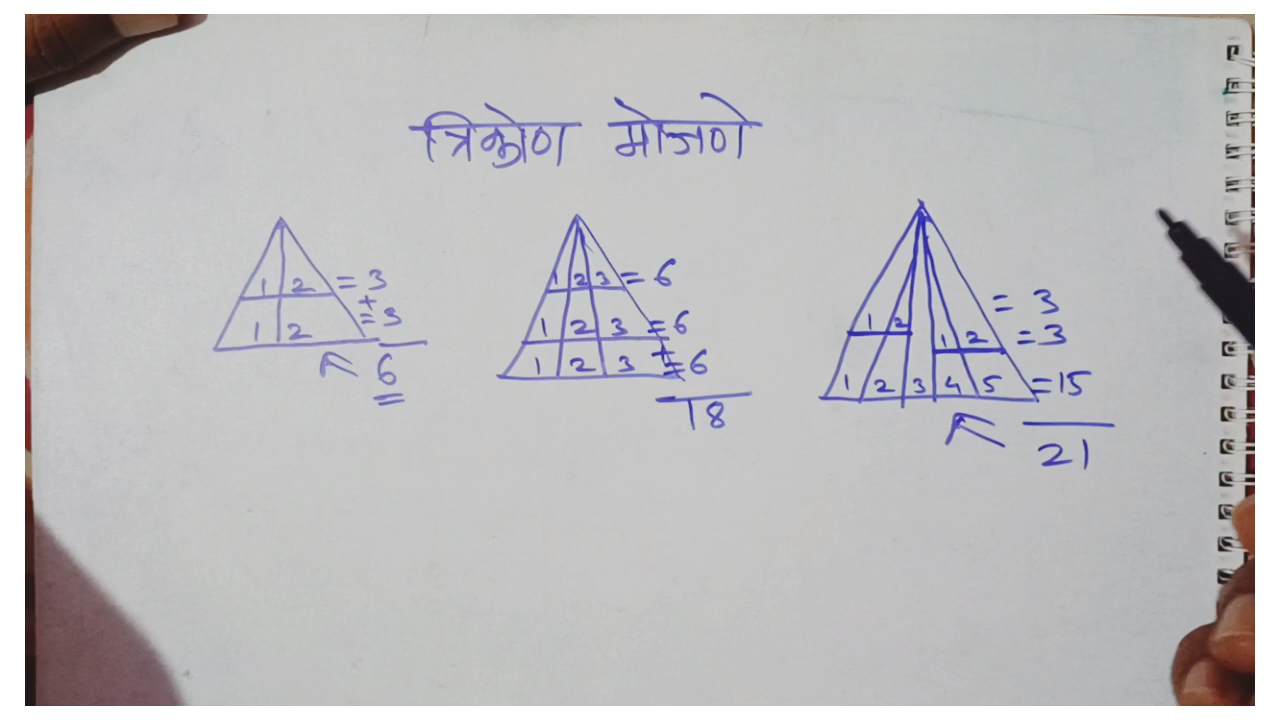 त्रिकोण मोजणे
1 2 = 3
+
1 2 = 3
6
1 2 3 = 6
1 2 3 = 6
+
1 2 3 = 6
18
1 2 = 3
1 2 = 3
1 2 3 4 5 = 15
21